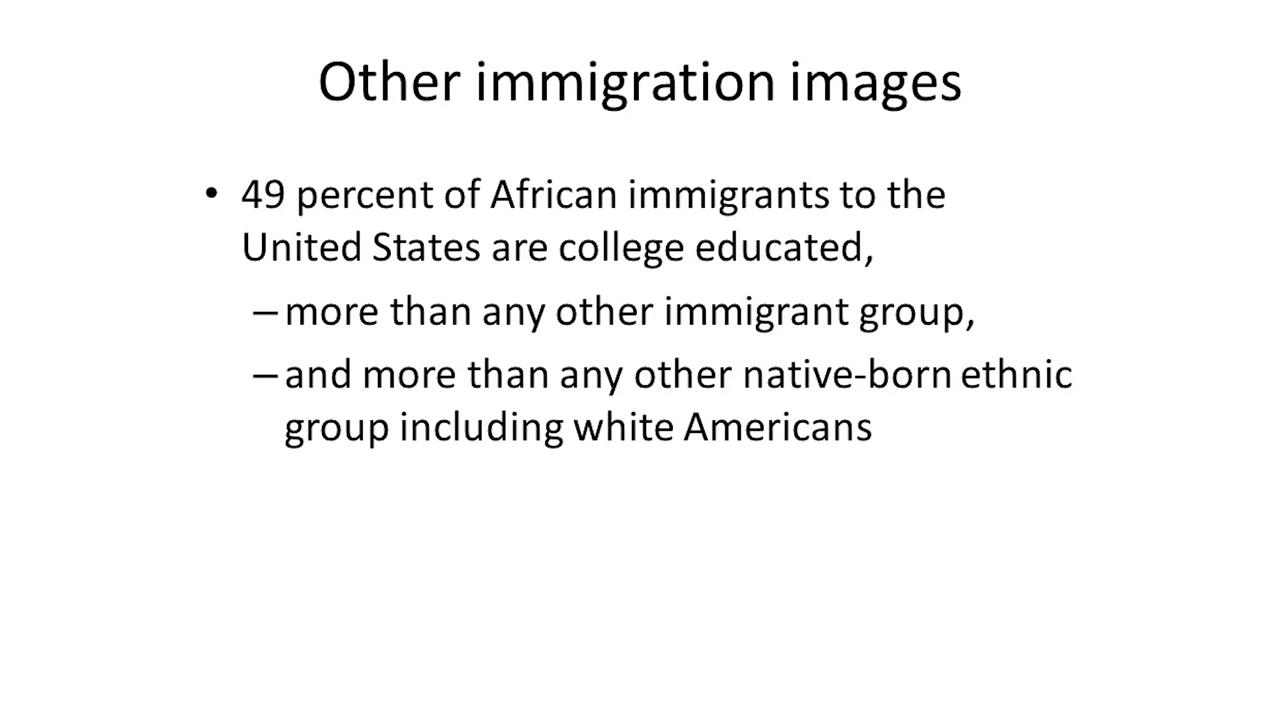 Other immigration images
• 49 percent of African immigrants to the
United States are college educated,
– more than any other immigrant group,
– and more than any other native-born ethnic
group including white Americans